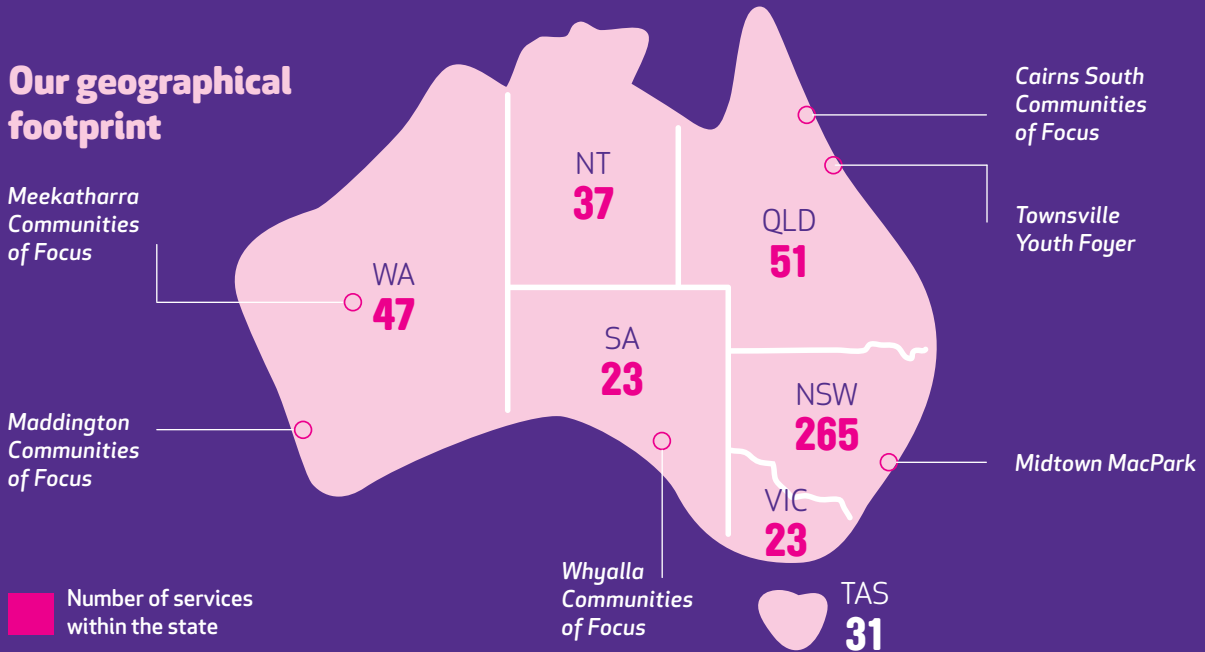 Our geographical
footprint
Meekatharra
Communities
of Focus
Maddington
Communities
of Focus
WA
47
NT
37
QLD
51
SA
23
NSW
265
VIC
23
TAS
31
Cairns South
Communities
of Focus
Townsville
Youth Foyer
Midtown MacPark
Whyalla
Communities
of Focus
Number of services
within the state